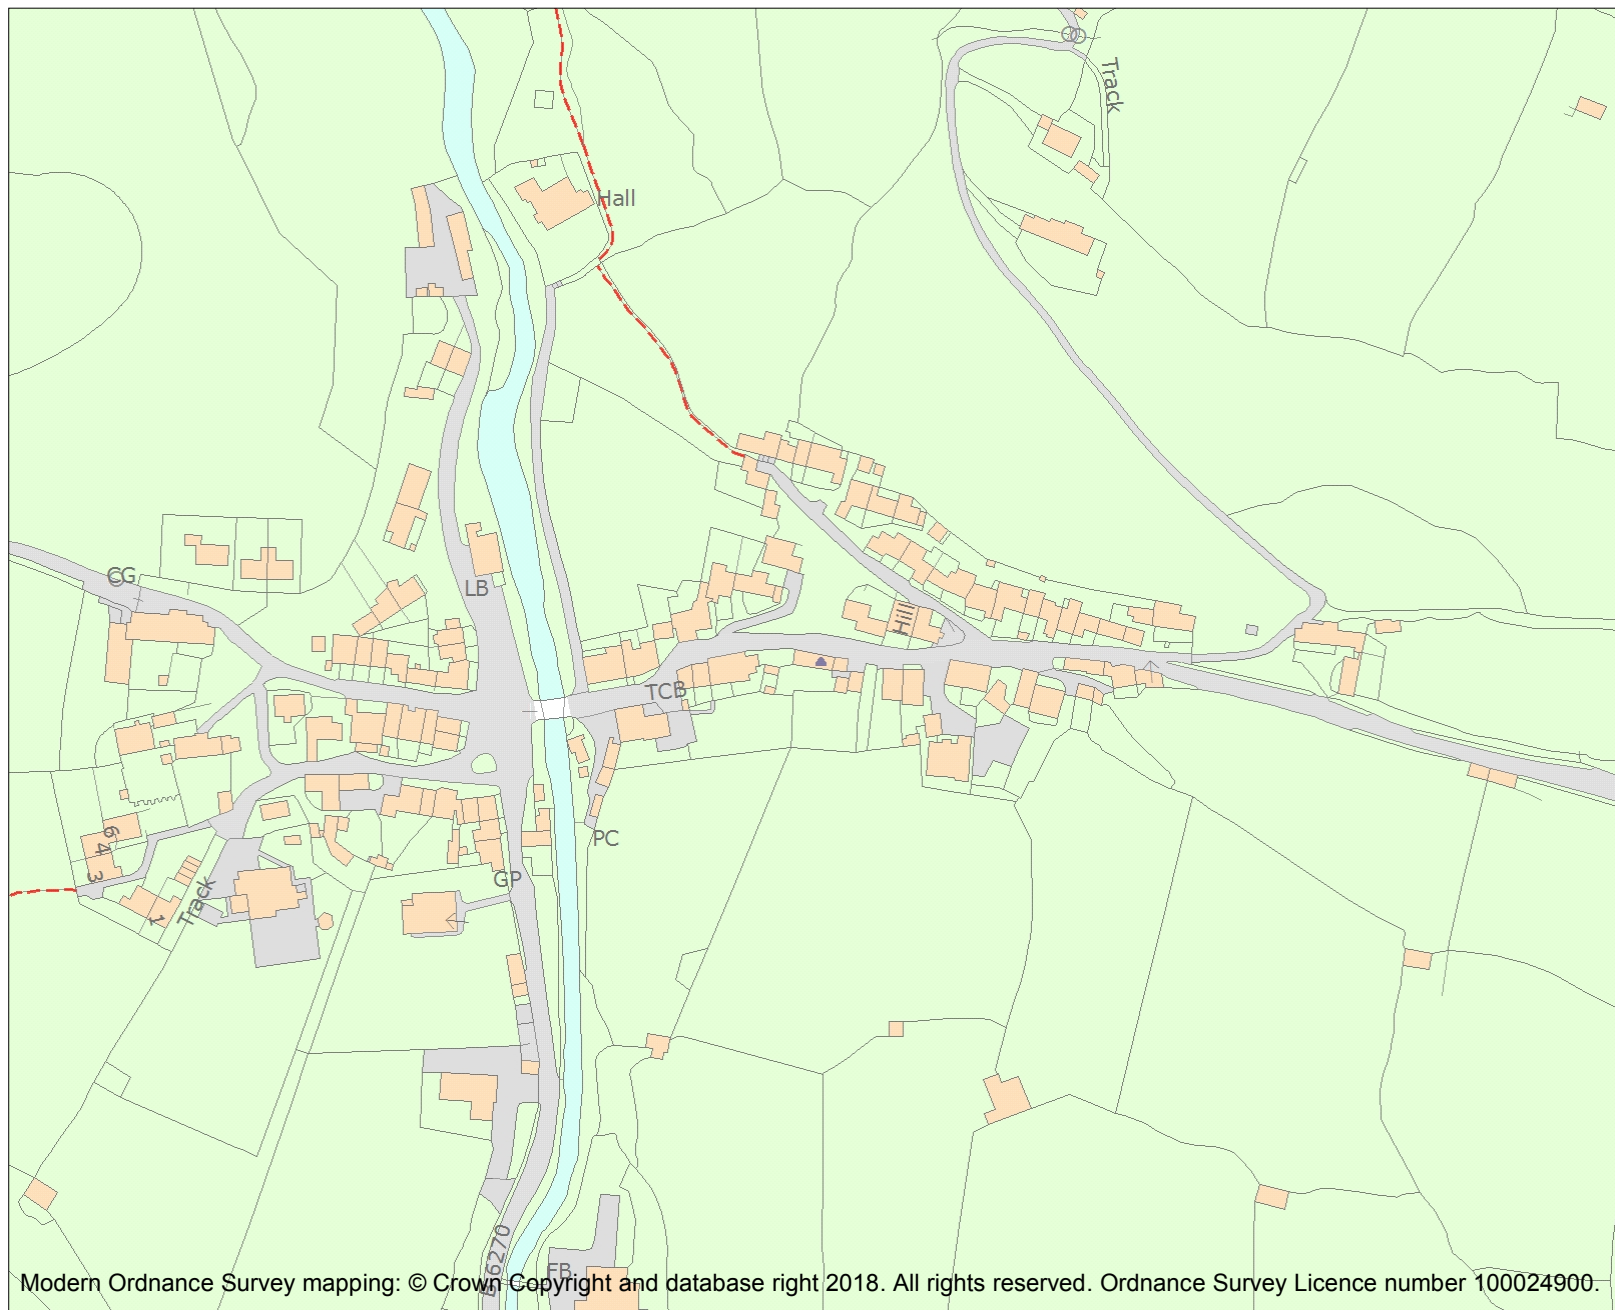 Track
Hall
CG
LB
Hill
TCB
PC
6
4
3
1
Track
GP
B6270
FB
Modern Ordnance Survey mapping: © Crown Copyright and database right 2018. All rights reserved. Ordnance Survey Licence number 100024900.